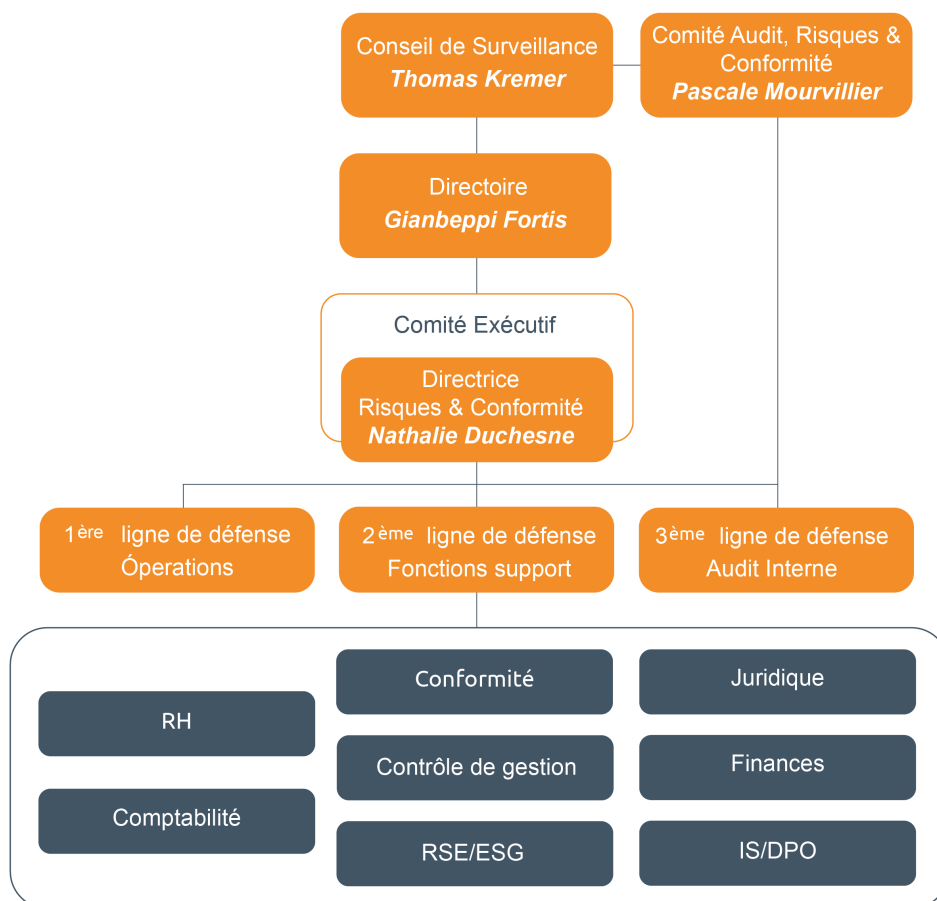 Conseil de Surveillance
Thomas Kremer
Comité Audit, Risques &
Conformité
Pascale Mourvillier
Directoire
Gianbeppi Fortis
Comité Exécutif
Directrice
Risques & Conformité
Nathalie Duchesne
1ère ligne de défense
Óperations
2ème ligne de défense
Fonctions support
3ème ligne de défense
Audit Interne
RH
Comptabilité
Conformité
Contrôle de gestion
RSE/ESG
Juridique
Finances
IS/DPO